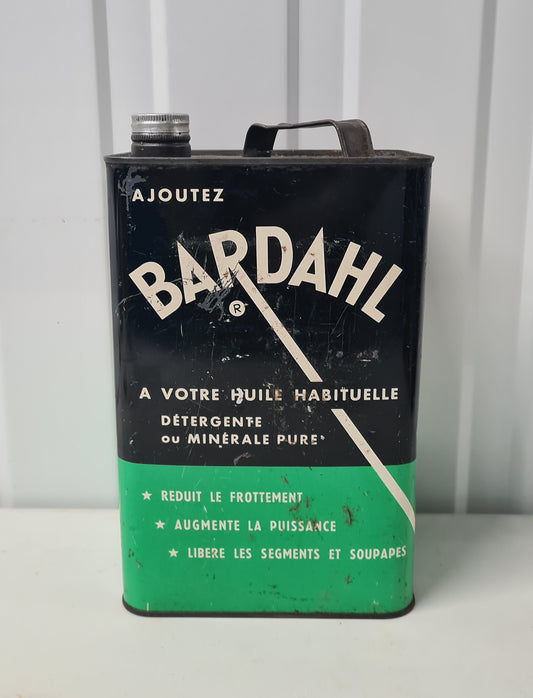 AJOUTEZ
BARDAHL
®
A VOTRE HUILE HABITUELLE
DÉTERGENTE
OU MINÉRALE PURE
★ REDUIT LE FROTTEMENT
★ AUGMENTE LA PUISSANCE
★ LIBERE LES SEGMENTS ET SOUPAPES